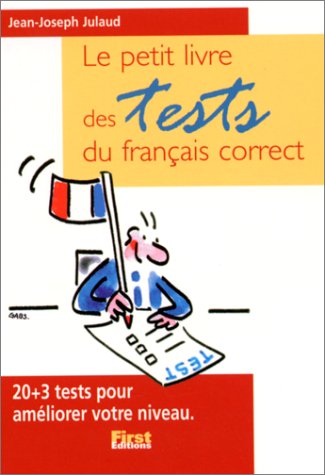 Jean-Joseph Julaud
Le petit livre
des tests
du français correct
GABS.
TEST
20+3 tests pour
améliorer votre niveau.
First
Editions